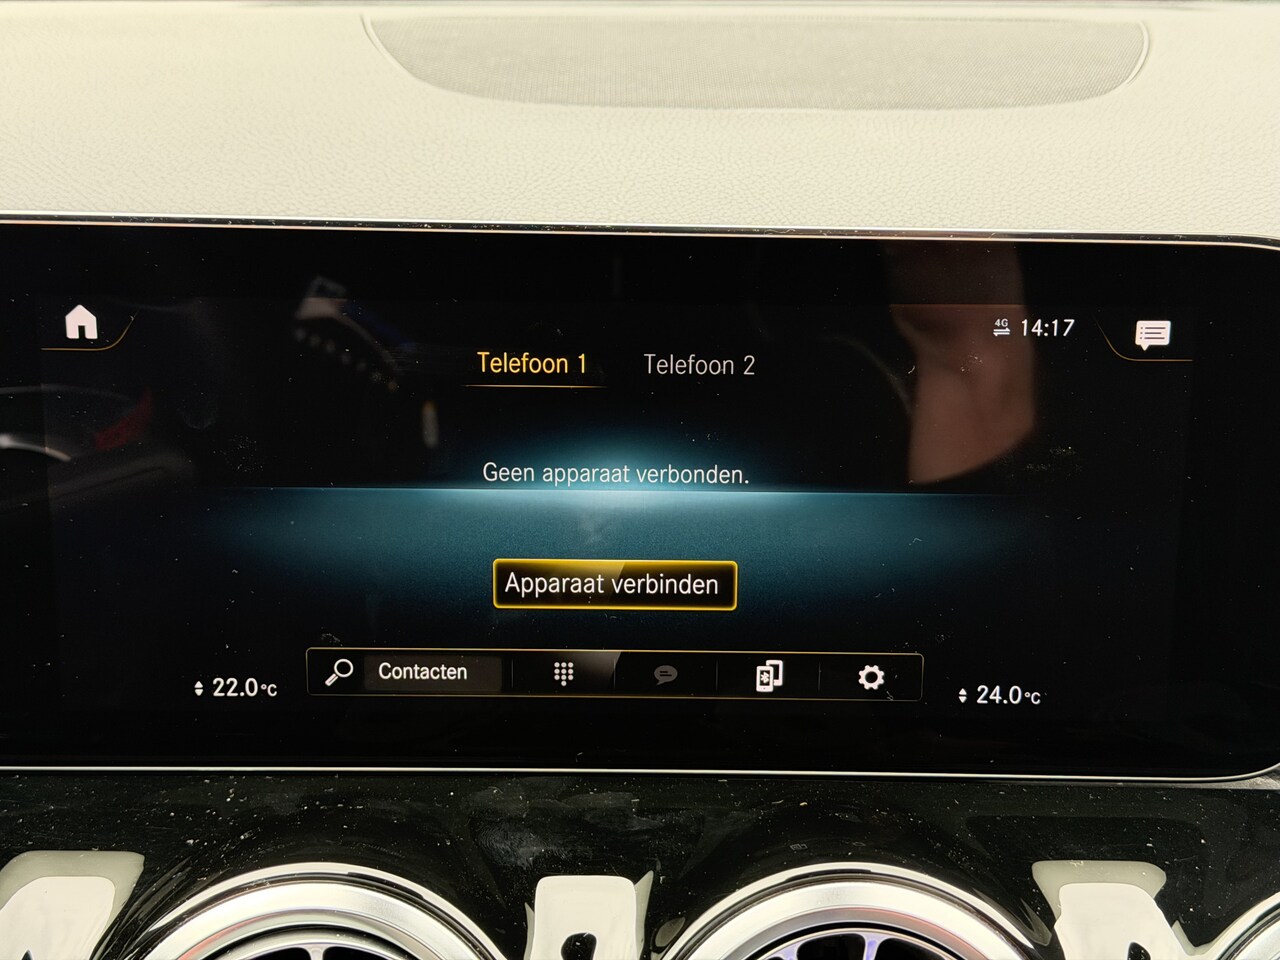 4G 14:17
Telefoon 1 Telefoon 2
Geen apparaat verbonden.
Apparaat verbinden
Contacten
22.0°C
24.0°C